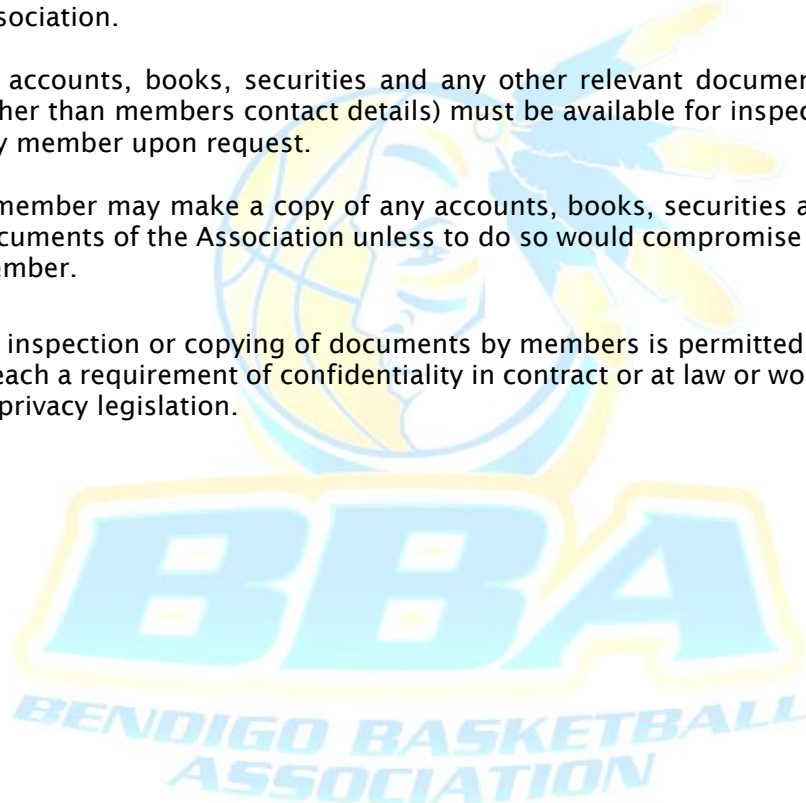 sociation.
accounts, books, securities and any other relevant documen
her than members contact details) must be available for inspec
y member upon request.
member may make a copy of any accounts, books, securities a
cuments of the Association unless to do so would compromise
ember.
inspection or copying of documents by members is permitted
each a requirement of confidentiality in contract or at law or wo
privacy legislation.
BBA
BENDIGO BASKETBALL
ASSOCIATION